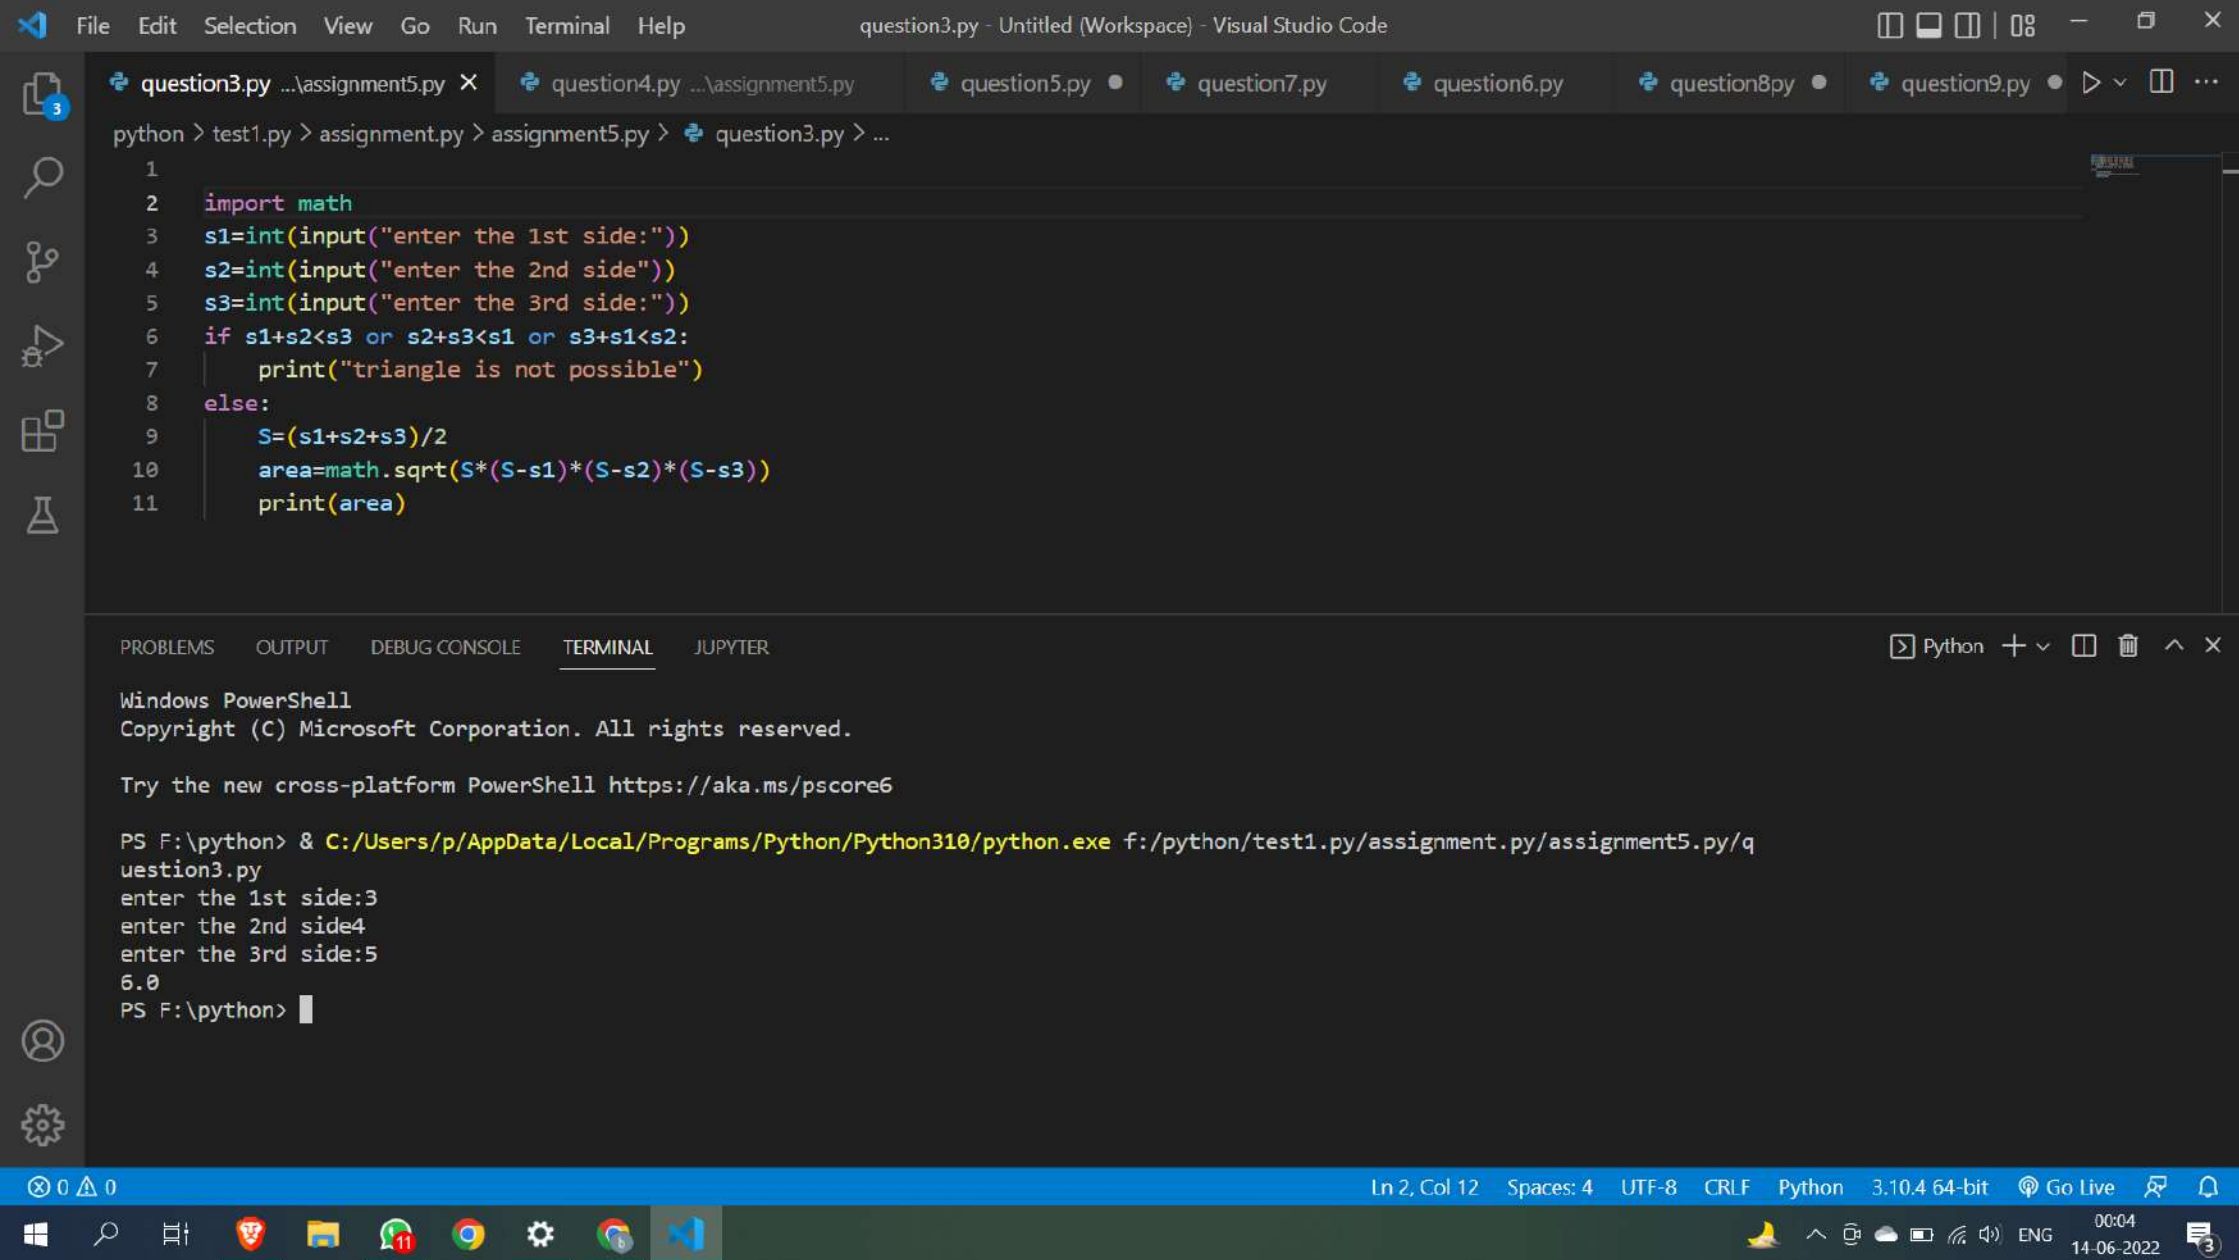 File Edit Selection View Go Run Terminal Help question3.py - Untitled (Workspace) - Visual Studio Code
question3.py ...\assignment5.py question4.py ...\assignment5.py question5.py question7.py question6.py question8py question9.py
3
python > test1.py > assignment.py > assignment5.py > question3.py > ...
1
2 import math
3 s1=int(input("enter the 1st side:"))
4 s2=int(input("enter the 2nd side"))
5 s3=int(input("enter the 3rd side:"))
6 if s1+s2<s3 or s2+s3<s1 or s3+s1<s2:
7     print("triangle is not possible")
8 else:
9     S=(s1+s2+s3)/2
10     area=math.sqrt(S*(S-s1)*(S-s2)*(S-s3))
11     print(area)
PROBLEMS OUTPUT DEBUG CONSOLE TERMINAL JUPYTER Python
Windows PowerShell
Copyright (C) Microsoft Corporation. All rights reserved.
Try the new cross-platform PowerShell https://aka.ms/pscore6
PS F:\python> & C:/Users/p/AppData/Local/Programs/Python/Python310/python.exe f:/python/test1.py/assignment.py/assignment5.py/q
uestion3.py
enter the 1st side:3
enter the 2nd side4
enter the 3rd side:5
6.0
PS F:\python>
0 0 Ln 2, Col 12 Spaces: 4 UTF-8 CRLF Python 3.10.4 64-bit Go Live
11 ENG 00:04
14-06-2022 3